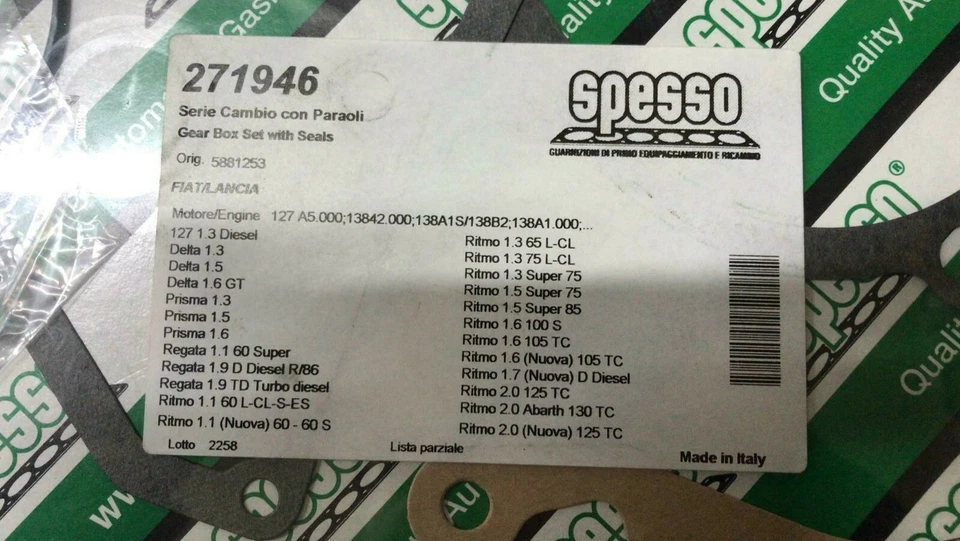 271946
Serie Cambio con Paraoli
Gear Box Set with Seals
Orig. 5881253
FIAT/LANCIA
Motore/Engine 127 A5.000;13842.000;138A1S/138B2;138A1.000;...
127 1.3 Diesel
Delta 1.3
Delta 1.5
Delta 1.6 GT
Prisma 1.3
Prisma 1.5
Prisma 1.6
Regata 1.1 60 Super
Regata 1.9 D Diesel R/86
Regata 1.9 TD Turbo diesel
Ritmo 1.1 60 L-CL-S-ES
Ritmo 1.1 (Nuova) 60 - 60 S
Ritmo 1.3 65 L-CL
Ritmo 1.3 75 L-CL
Ritmo 1.3 Super 75
Ritmo 1.5 Super 75
Ritmo 1.5 Super 85
Ritmo 1.6 100 S
Ritmo 1.6 105 TC
Ritmo 1.6 (Nuova) 105 TC
Ritmo 1.7 (Nuova) D Diesel
Ritmo 2.0 125 TC
Ritmo 2.0 Abarth 130 TC
Ritmo 2.0 (Nuova) 125 TC
Lotto 2258
Lista parziale
Made in Italy
spesso
GUARNIZIONI DI PRIMO EQUIPAGGIAMENTO E RICAMBIO
Gasket
Quality Au
Quality
Au